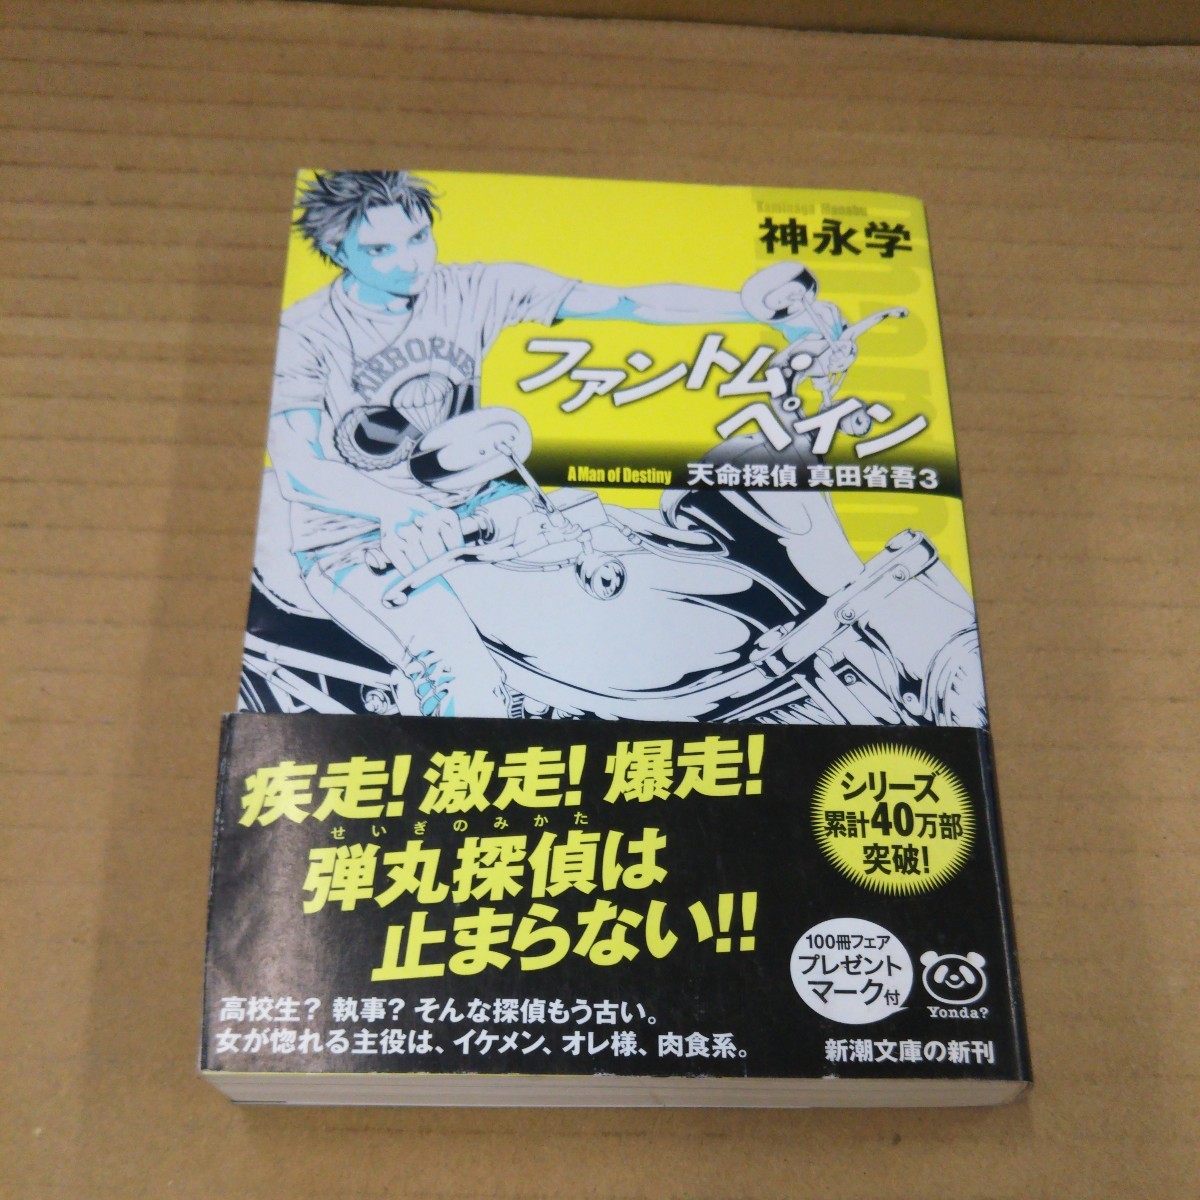 Kaminaga Manabu
神永学
AIRBORNE
ファントム・
ペイン
A Man of Destiny 天命探偵 真田省吾3
疾走! 激走! 爆走!
せいぎのみかた
弾丸探偵は
止まらない!!
シリーズ
累計40万部
突破!
100冊フェア
プレゼント
マーク付
Yonda?
高校生? 執事? そんな探偵もう古い。
女が惚れる主役は、イケメン、オレ様、肉食系。
新潮文庫の新刊